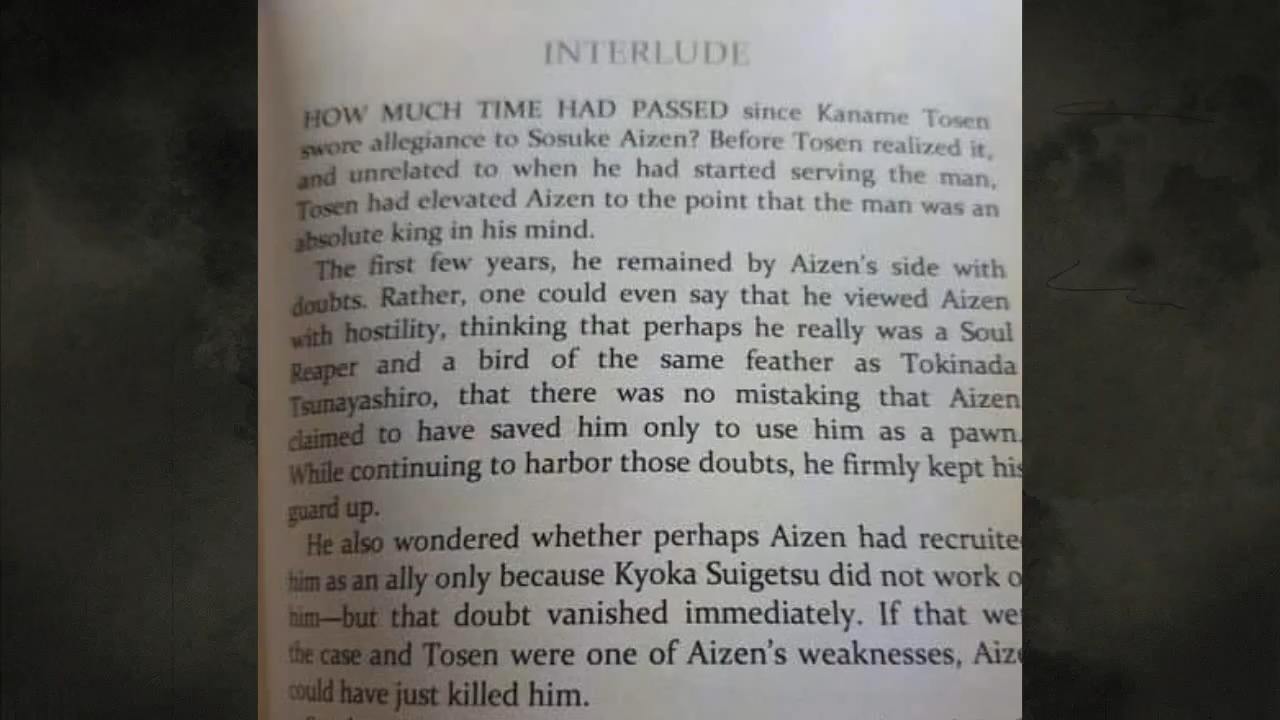 INTERLUDE
HOW MUCH TIME HAD PASSED since Kaname Tosen
swore allegiance to Sosuke Aizen? Before Tosen realized it,
and unrelated to when he had started serving the man,
Tosen had elevated Aizen to the point that the man was an
absolute king in his mind.
The first few years, he remained by Aizen's side with
doubts. Rather, one could even say that he viewed Aizen
with hostility, thinking that perhaps he really was a Soul
Reaper and a bird of the same feather as Tokinada
Tsunayashiro, that there was no mistaking that Aizen
claimed to have saved him only to use him as a pawn.
While continuing to harbor those doubts, he firmly kept his
guard up.
He also wondered whether perhaps Aizen had recruite
him as an ally only because Kyoka Suigetsu did not work o
him—but that doubt vanished immediately. If that we
the case and Tosen were one of Aizen's weaknesses, Aize
could have just killed him.